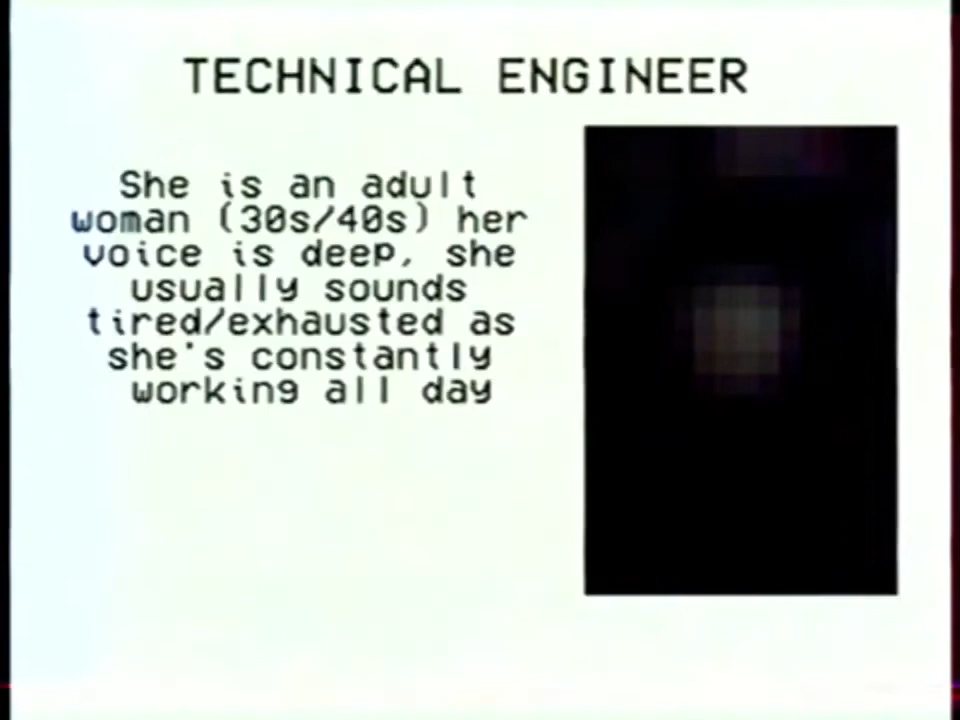 TECHNICAL ENGINEER
She is an adult
woman (30s/40s) her
voice is deep, she
usually sounds
tired/exhausted as
she's constantly
working all day